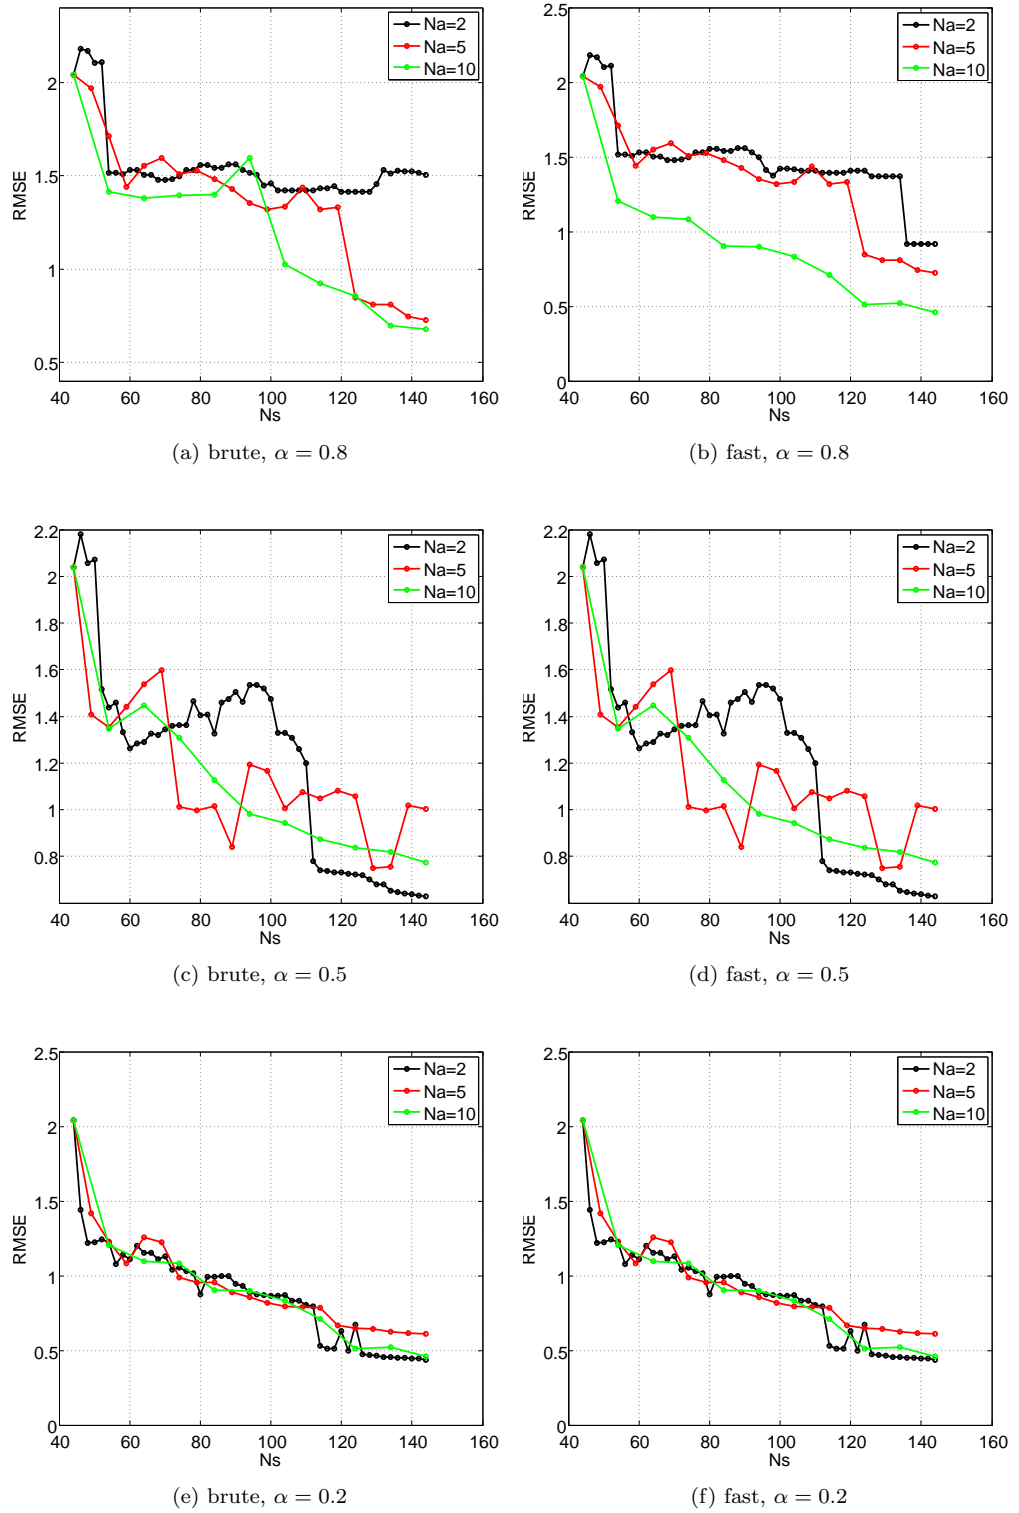 2
1.5
1
0.5
RMSE
40 60 80 100 120 140 160
Ns
Na=2
Na=5
Na=10
(a) brute, α = 0.8
2.5
2
1.5
1
0.5
0
RMSE
40 60 80 100 120 140 160
Ns
Na=2
Na=5
Na=10
(b) fast, α = 0.8
2.2
2
1.8
1.6
1.4
1.2
1
0.8
RMSE
40 60 80 100 120 140 160
Ns
Na=2
Na=5
Na=10
(c) brute, α = 0.5
2.2
2
1.8
1.6
1.4
1.2
1
0.8
RMSE
40 60 80 100 120 140 160
Ns
Na=2
Na=5
Na=10
(d) fast, α = 0.5
2.5
2
1.5
1
0.5
0
RMSE
40 60 80 100 120 140 160
Ns
Na=2
Na=5
Na=10
(e) brute, α = 0.2
2.5
2
1.5
1
0.5
0
RMSE
40 60 80 100 120 140 160
Ns
Na=2
Na=5
Na=10
(f) fast, α = 0.2